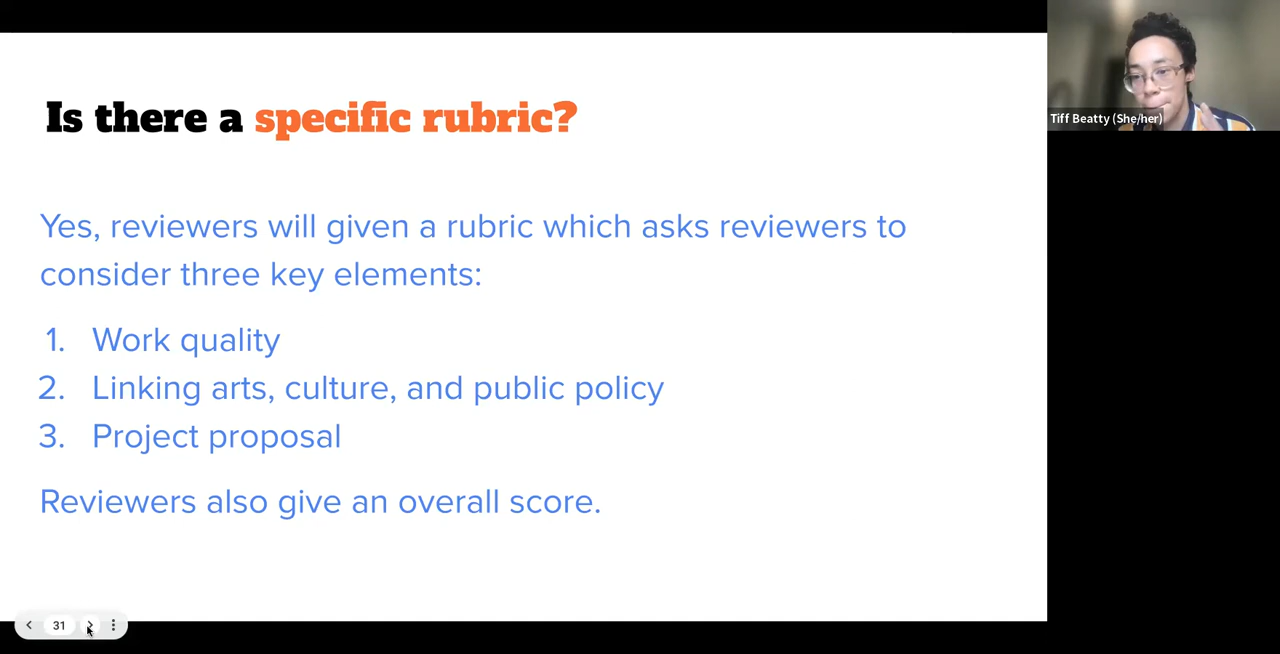 Is there a specific rubric?
Tiff Beatty (She/her)
Yes, reviewers will given a rubric which asks reviewers to
consider three key elements:
1. Work quality
2. Linking arts, culture, and public policy
3. Project proposal
Reviewers also give an overall score.
31